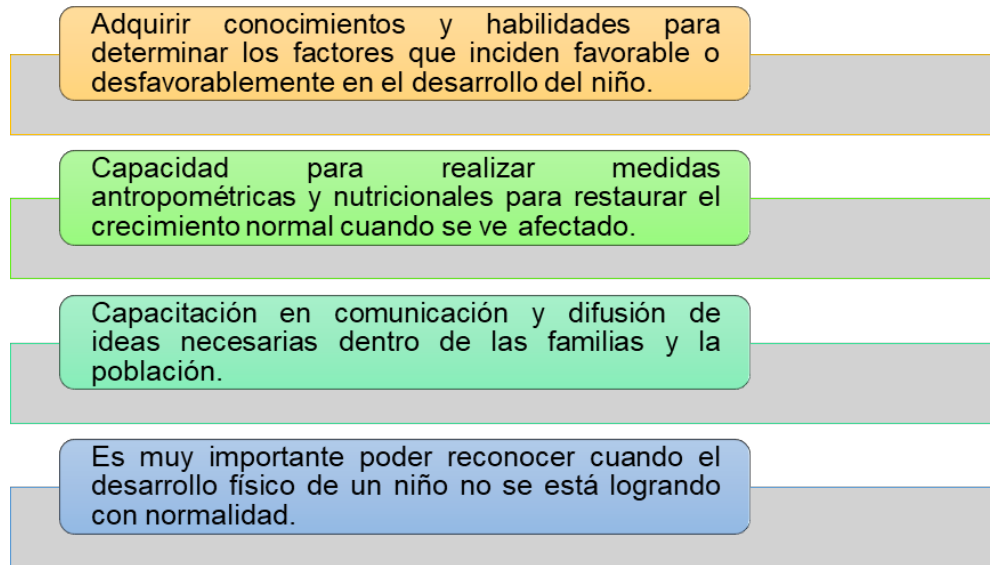 Adquirir conocimientos y habilidades para
determinar los factores que inciden favorable o
desfavorablemente en el desarrollo del niño.
Capacidad para realizar medidas
antropométricas y nutricionales para restaurar el
crecimiento normal cuando se ve afectado.
Capacitación en comunicación y difusión de
ideas necesarias dentro de las familias y la
población.
Es muy importante poder reconocer cuando el
desarrollo físico de un niño no se está logrando
con normalidad.